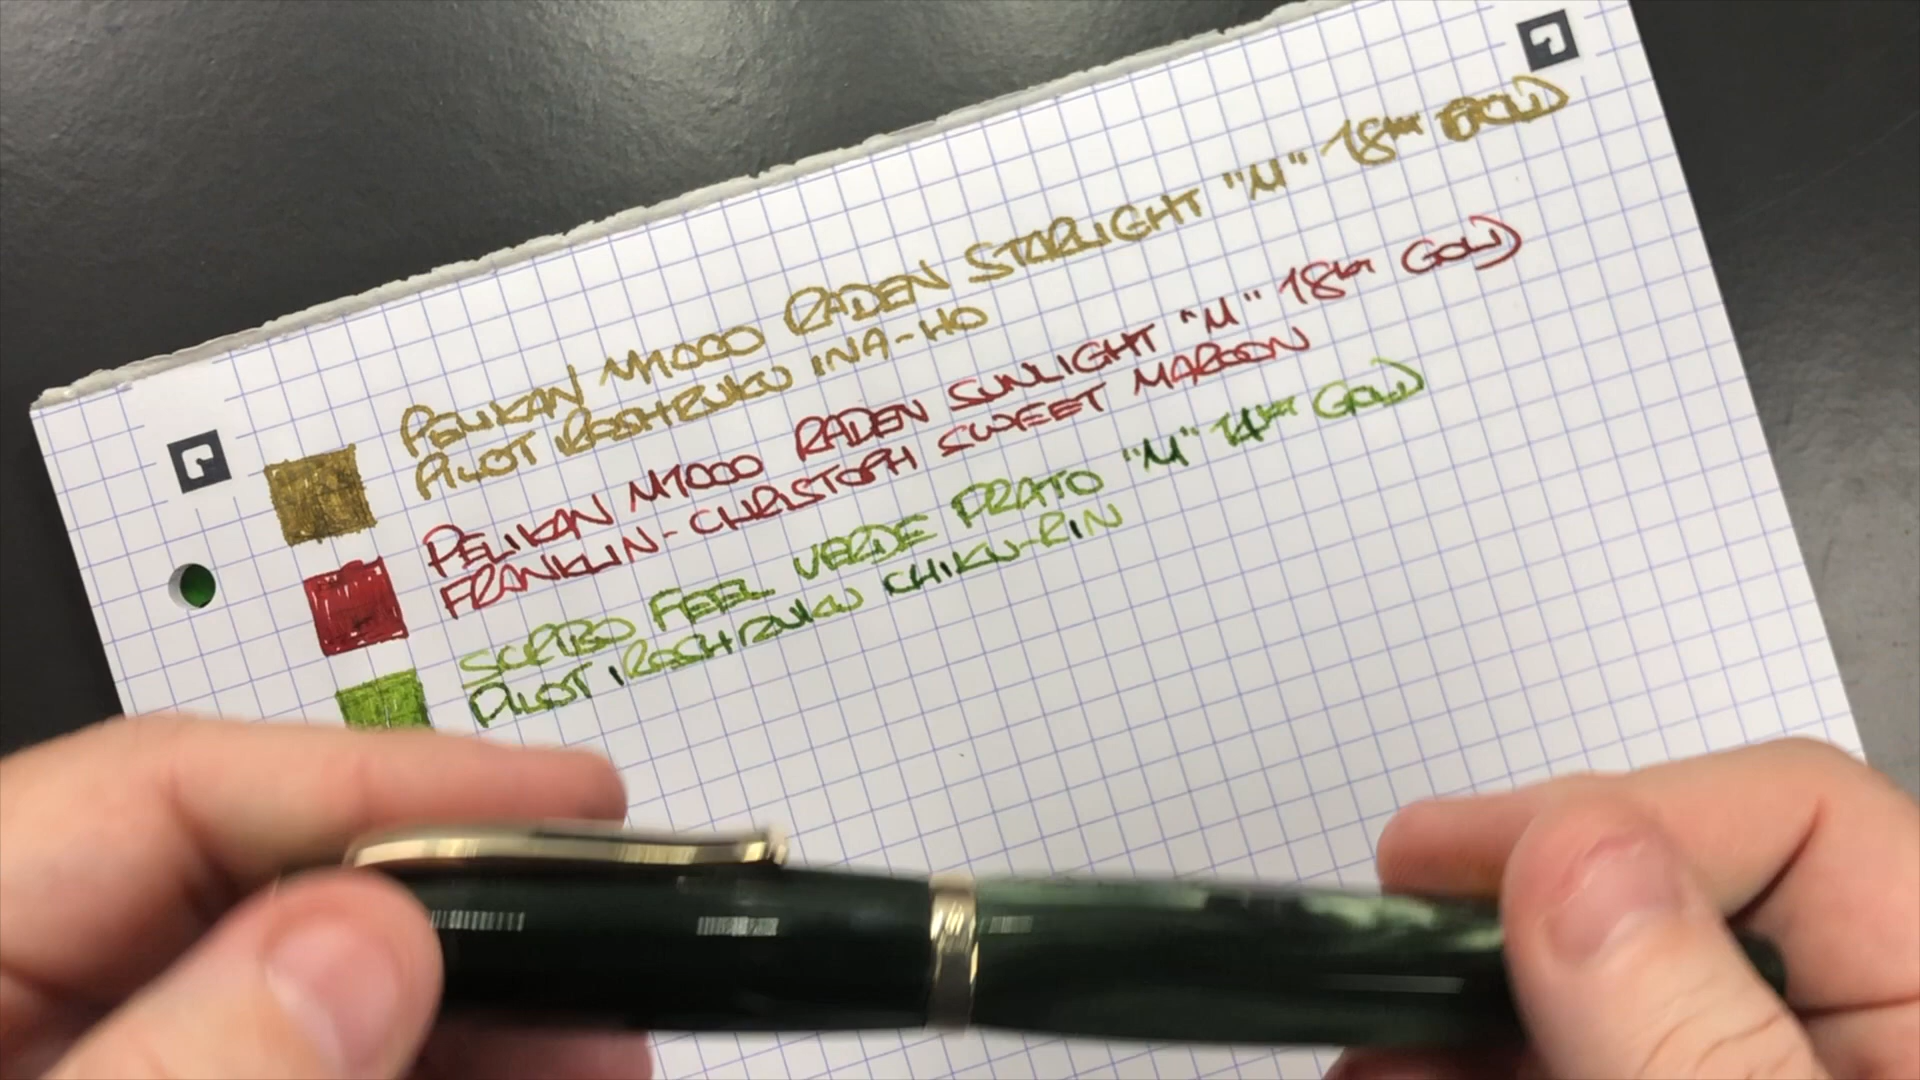 PELIKAN M1000 RADEN STARLIGHT "M" 18kt GOLD
PILOT IROSHIZUKU INA-HO
PELIKAN M1000 RADEN SUNLIGHT "M" 18kt GOLD
FRANKLIN-CHRISTOPH SWEET MAROON
SCRIBO FEEL VERDE PRATO "M" 14kt GOLD
PILOT IROSHIZUKU CHIKU-RIN